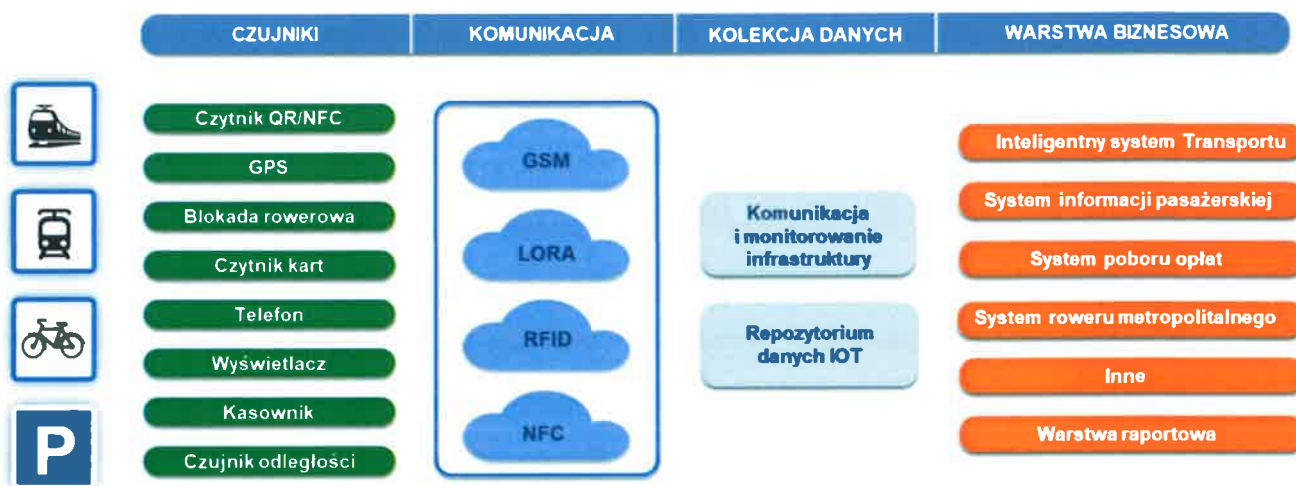 CZUJNIKI
KOMUNIKACJA
KOLEKCJA DANYCH
WARSTWA BIZNESOWA
Czytnik QR/NFC
GPS
Blokada rowerowa
Czytnik kart
Telefon
Wyświetlacz
Kasownik
Czujnik odległości
GSM
LORA
RFID
NFC
Komunikacja
i monitorowanie
infrastruktury
Repozytorium
danych IOT
Inteligentny system Transportu
System informacji pasażerskiej
System poboru opłat
System roweru metropolitalnego
Inne
Warstwa raportowa
P